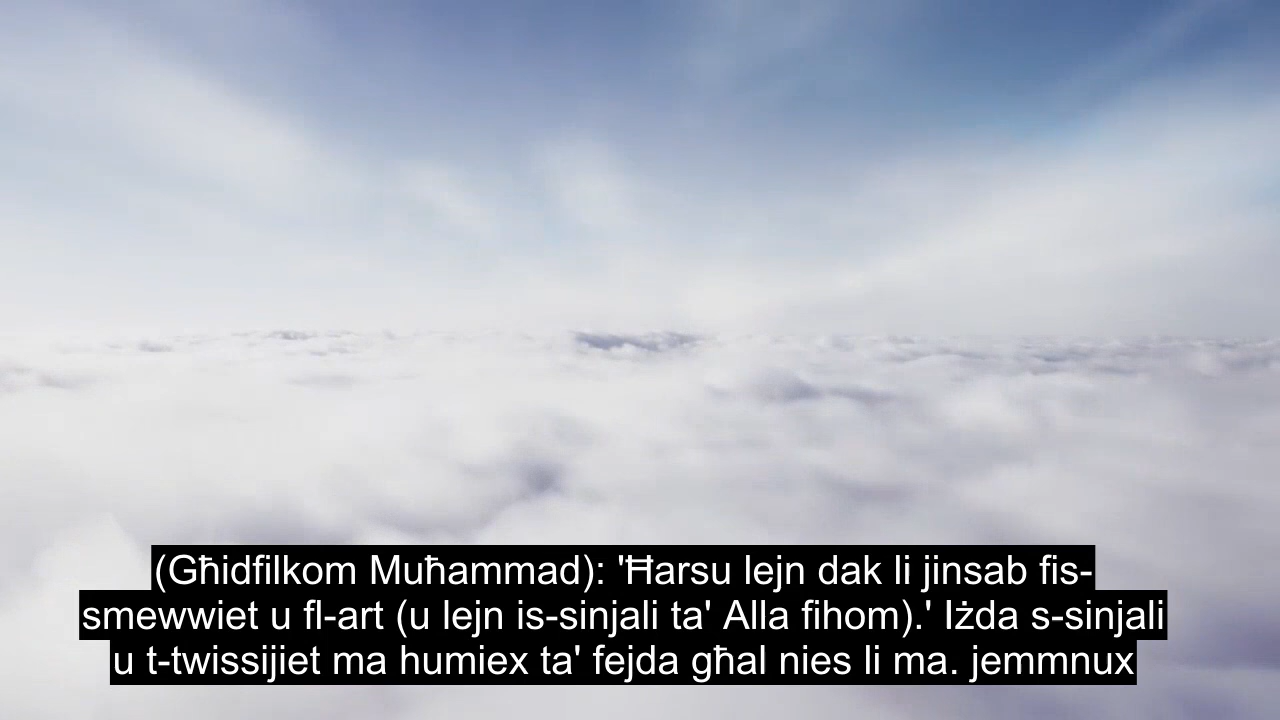 (Għidfilkom Muħammad): 'Ħarsu lejn dak li jinsab fis-
smewwiet u fl-art (u lejn is-sinjali ta' Alla fihom).' Iżda s-sinjali
u t-twissijiet ma humiex ta' fejda għal nies li ma. jemmnux